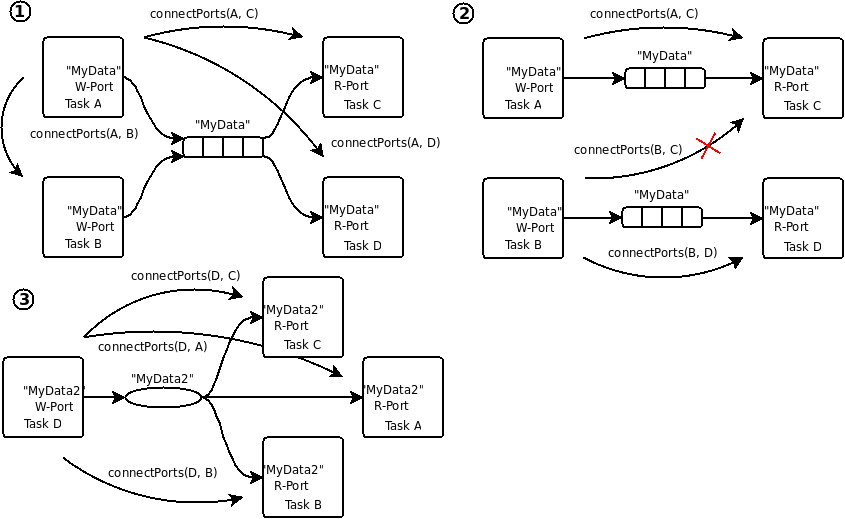 1
connectPorts(A, C)
"MyData"
W-Port
Task A
"MyData"
R-Port
Task C
connectPorts(A, B)
"MyData"
connectPorts(A, D)
"MyData"
W-Port
Task B
"MyData"
R-Port
Task D
2
connectPorts(A, C)
"MyData"
W-Port
Task A
"MyData"
"MyData"
R-Port
Task C
connectPorts(B, C)
"MyData"
W-Port
Task B
"MyData"
"MyData"
R-Port
Task D
connectPorts(B, D)
3
connectPorts(D, C)
"MyData2"
R-Port
Task C
connectPorts(D, A)
"MyData2"
W-Port
Task D
"MyData2"
"MyData2"
R-Port
Task A
connectPorts(D, B)
"MyData2"
R-Port
Task B